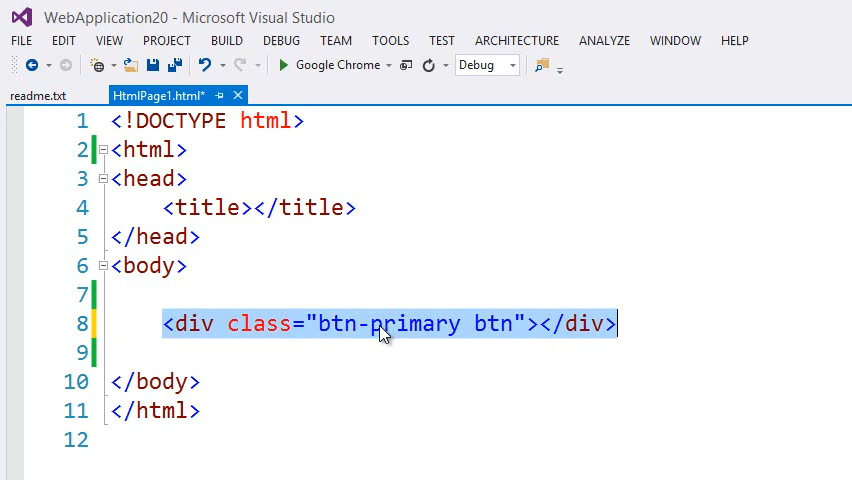 WebApplication20 - Microsoft Visual Studio
FILE EDIT VIEW PROJECT BUILD DEBUG TEAM TOOLS TEST ARCHITECTURE ANALYZE WINDOW HELP
Google Chrome Debug
readme.txt HtmlPage1.html*
1 <!DOCTYPE html>
2 <html>
3 <head>
4 <title></title>
5 </head>
6 <body>
7
8 <div class="btn-primary btn"></div>
9
10 </body>
11 </html>
12